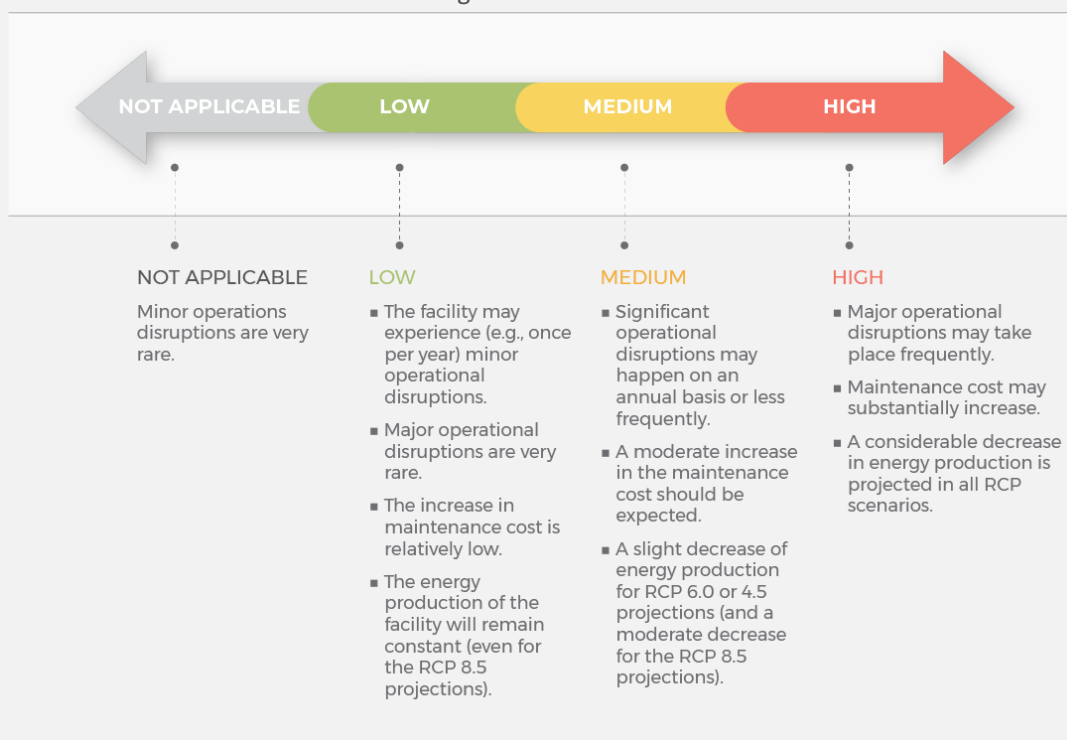 NOT APPLICABLE LOW MEDIUM HIGH
NOT APPLICABLE
Minor operations
disruptions are very
rare.
LOW
▪ The facility may
experience (e.g., once
per year) minor
operational
disruptions.
▪ Major operational
disruptions are very
rare.
▪ The increase in
maintenance cost is
relatively low.
▪ The energy
production of the
facility will remain
constant (even for
the RCP 8.5
projections).
MEDIUM
▪ Significant
operational
disruptions may
happen on an
annual basis or less
frequently.
▪ A moderate increase
in the maintenance
cost should be
expected.
▪ A slight decrease of
energy production
for RCP 6.0 or 4.5
projections (and a
moderate decrease
for the RCP 8.5
projections).
HIGH
▪ Major operational
disruptions may take
place frequently.
▪ Maintenance cost may
substantially increase.
▪ A considerable decrease
in energy production is
projected in all RCP
scenarios.